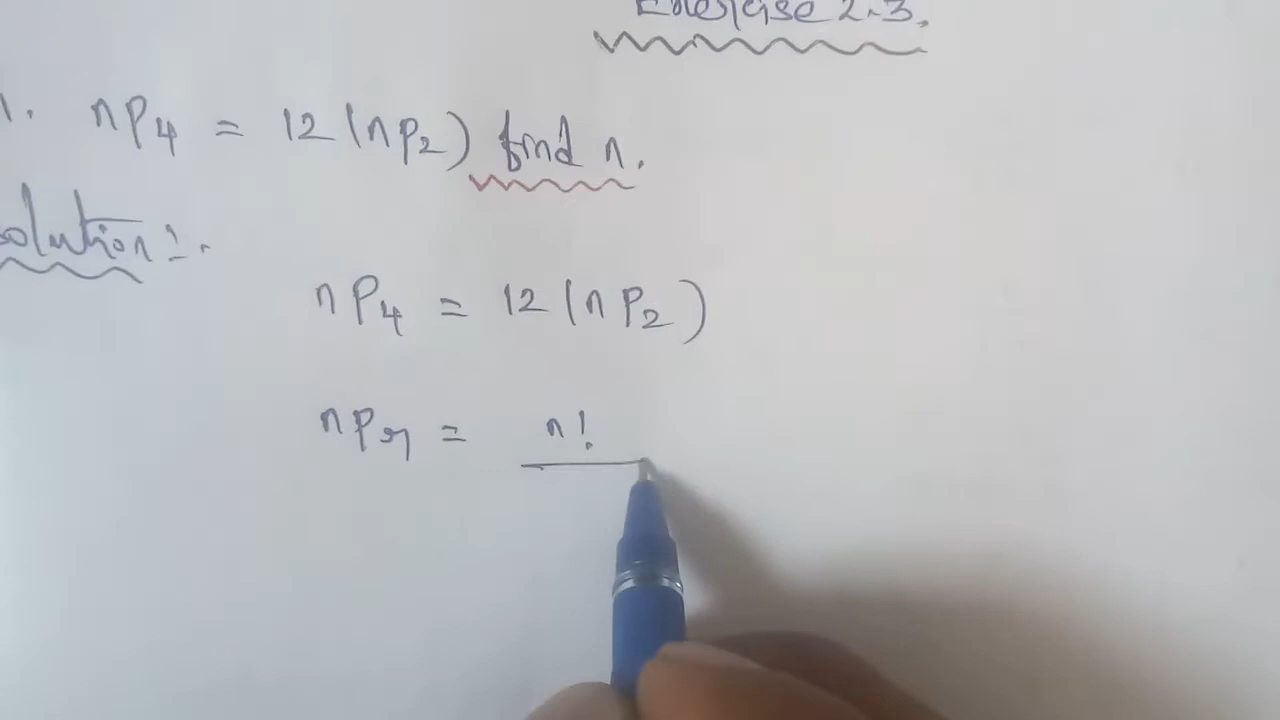 Exercise 2.3.
1. nP4 = 12(nP2) find n.
Solution:-
nP4 = 12(nP2)
nPr = n!